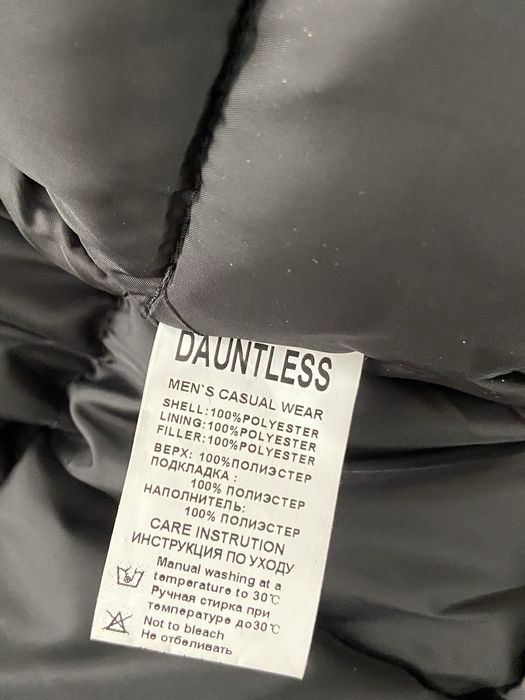 DAUNTLESS
MEN`S CASUAL WEAR
SHELL:100%POLYESTER
LINING:100%POLYESTER
FILLER:100%POLYESTER
ВЕРХ: 100%ПОЛИЭСТЕР
ПОДКЛАДКА :
100% ПОЛИЭСТЕР
НАПОЛНИТЕЛЬ:
100% ПОЛИЭСТЕР
CARE INSTRUTION
ИНСТРУКЦИЯ ПО УХОДУ
Manual washing at a
temperature to 30℃
Ручная стирка при
температуре до30℃
Not to bleach
Не отбеливать